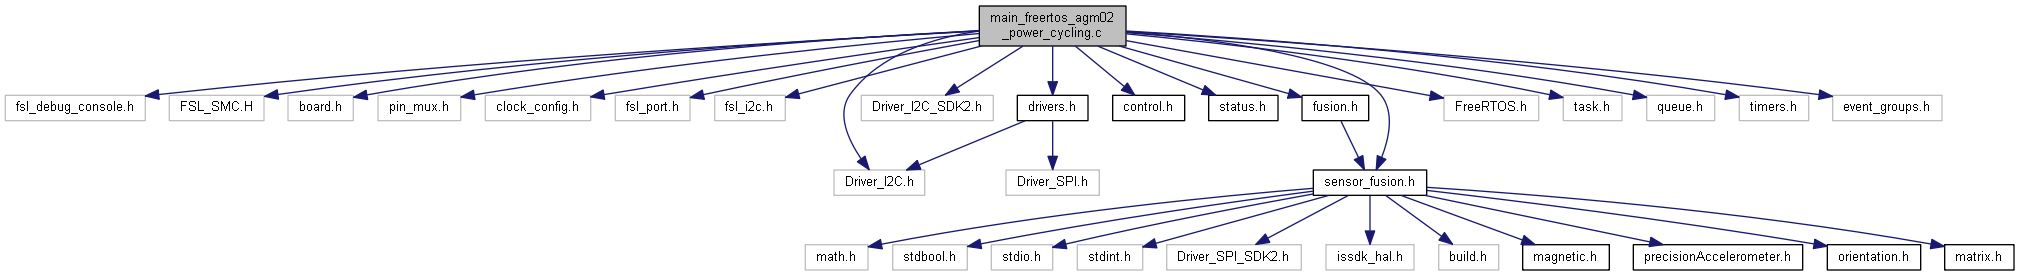 main_freertos_agm02
_power_cycling.c
fsl_debug_console.h
FSL_SMC.H
board.h
pin_mux.h
clock_config.h
fsl_port.h
fsl_i2c.h
Driver_I2C_SDK2.h
drivers.h
control.h
status.h
fusion.h
FreeRTOS.h
task.h
queue.h
timers.h
event_groups.h
Driver_I2C.h
Driver_SPI.h
sensor_fusion.h
math.h
stdbool.h
stdio.h
stdint.h
Driver_SPI_SDK2.h
issdk_hal.h
build.h
magnetic.h
precisionAccelerometer.h
orientation.h
matrix.h